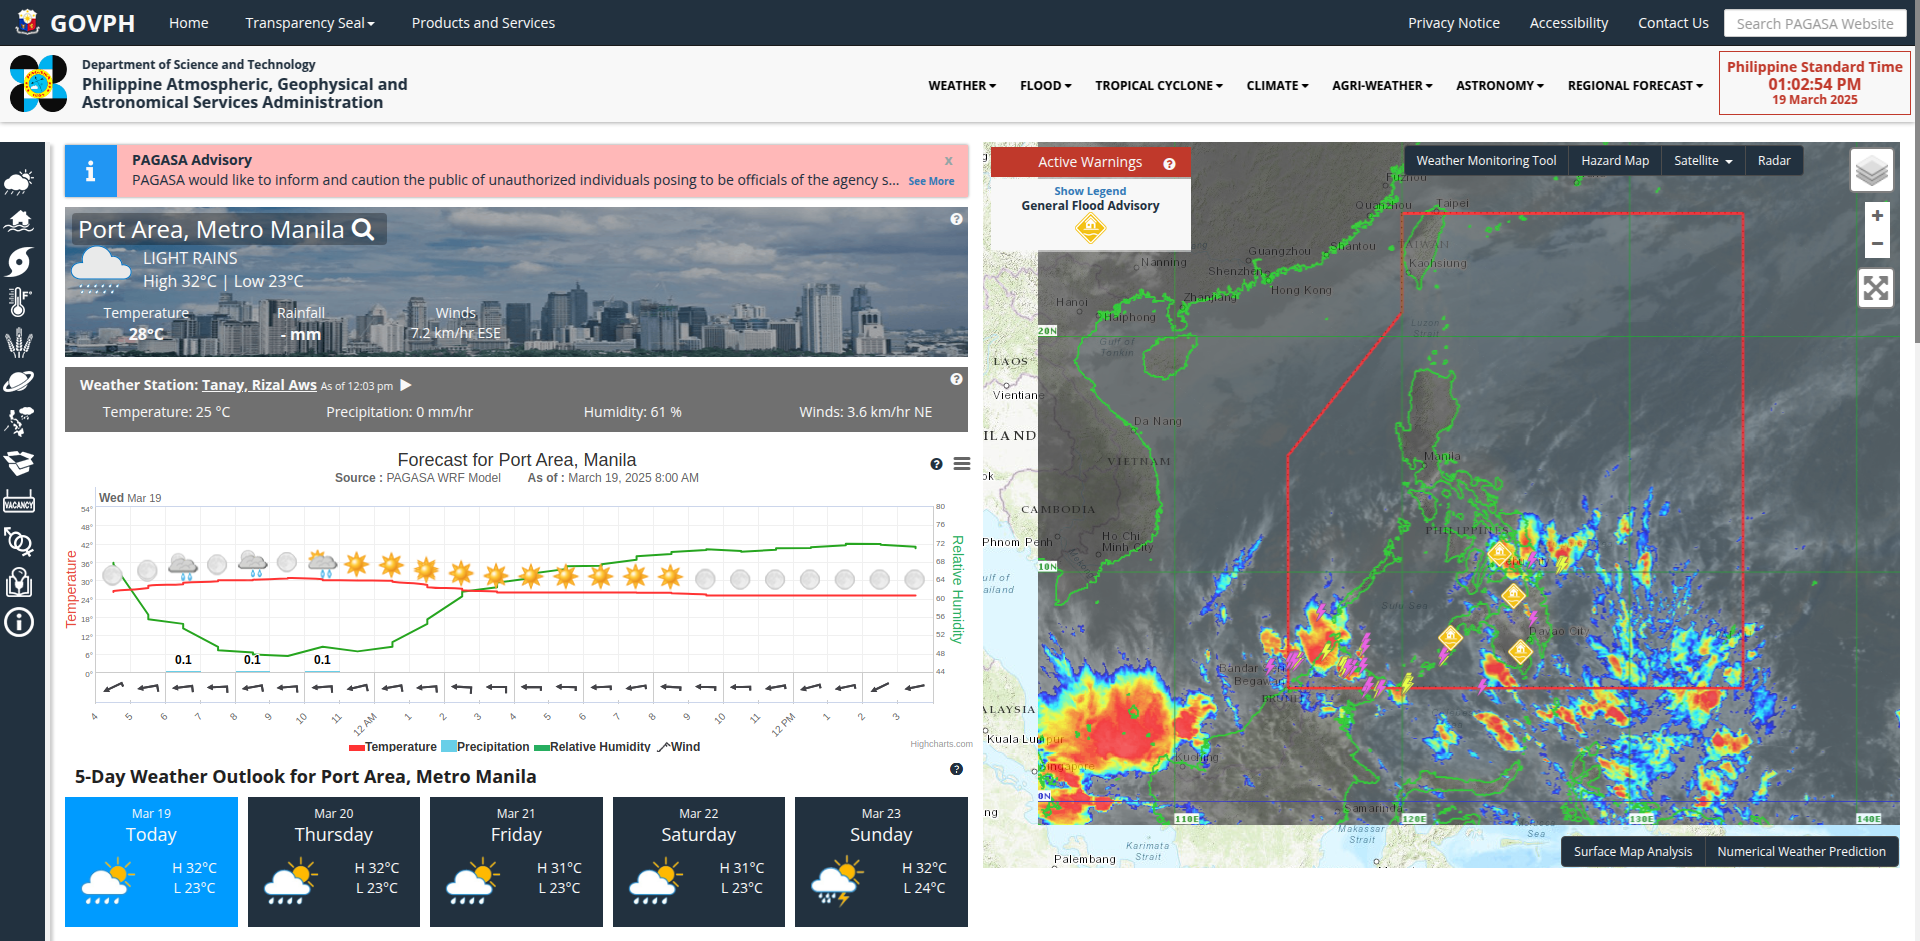 GOVPH
Home
Transparency Seal
Products and Services
Privacy Notice
Accessibility
Contact Us
Search PAGASA Website
Department of Science and Technology
Philippine Atmospheric, Geophysical and
Astronomical Services Administration
WEATHER
FLOOD
TROPICAL CYCLONE
CLIMATE
AGRI-WEATHER
ASTRONOMY
REGIONAL FORECAST
Philippine Standard Time
01:02:54 PM
19 March 2025
VACANCY
PAGASA Advisory
x
PAGASA would like to inform and caution the public of unauthorized individuals posing to be officials of the agency s... See More
Port Area, Metro Manila
LIGHT RAINS
High 32°C | Low 23°C
Temperature
28°C
Rainfall
- mm
Winds
7.2 km/hr ESE
Weather Station: Tanay, Rizal Aws As of 12:03 pm
Temperature: 25 °C
Precipitation: 0 mm/hr
Humidity: 61 %
Winds: 3.6 km/hr NE
Forecast for Port Area, Manila
Source : PAGASA WRF Model As of : March 19, 2025 8:00 AM
Wed Mar 19
Temperature
54°
48°
42°
36°
30°
24°
18°
12°
6°
0°
0.1
0.1
0.1
80
76
72
68
64
60
56
52
48
44
Relative Humidity
4
5
6
7
8
9
10
11
12 AM
1
2
3
4
5
6
7
8
9
10
11
12 PM
1
2
3
Temperature
Precipitation
Relative Humidity
Wind
Highcharts.com
5-Day Weather Outlook for Port Area, Metro Manila
Mar 19
Today
H 32°C
L 23°C
Mar 20
Thursday
H 32°C
L 23°C
Mar 21
Friday
H 31°C
L 23°C
Mar 22
Saturday
H 31°C
L 23°C
Mar 23
Sunday
H 32°C
L 24°C
Active Warnings
Show Legend
General Flood Advisory
Weather Monitoring Tool
Hazard Map
Satellite
Radar
+
−
Fuzhou
Quanzhou
Taipei
Shantou
TAIWAN
Kaohsiung
Guangzhou
Shenzhen
Hong Kong
Nanning
Zhanjiang
Hanoi
Haiphong
Gulf of
Tonkin
Luzon
Strait
20N
LAOS
Vientiane
Da Nang
VIETNAM
Manila
CAMBODIA
Phnom Penh
Ho Chi
Minh City
PHILIPPINES
10N
Sulu Sea
Davao City
Bandar Seri
Begawan
BRUNEI
Kuala Lumpur
Kuching
Singapore
0N
Samarinda
110E
120E
130E
140E
Makassar
Strait
Karimata
Strait
Palembang
Sea
Surface Map Analysis
Numerical Weather Prediction